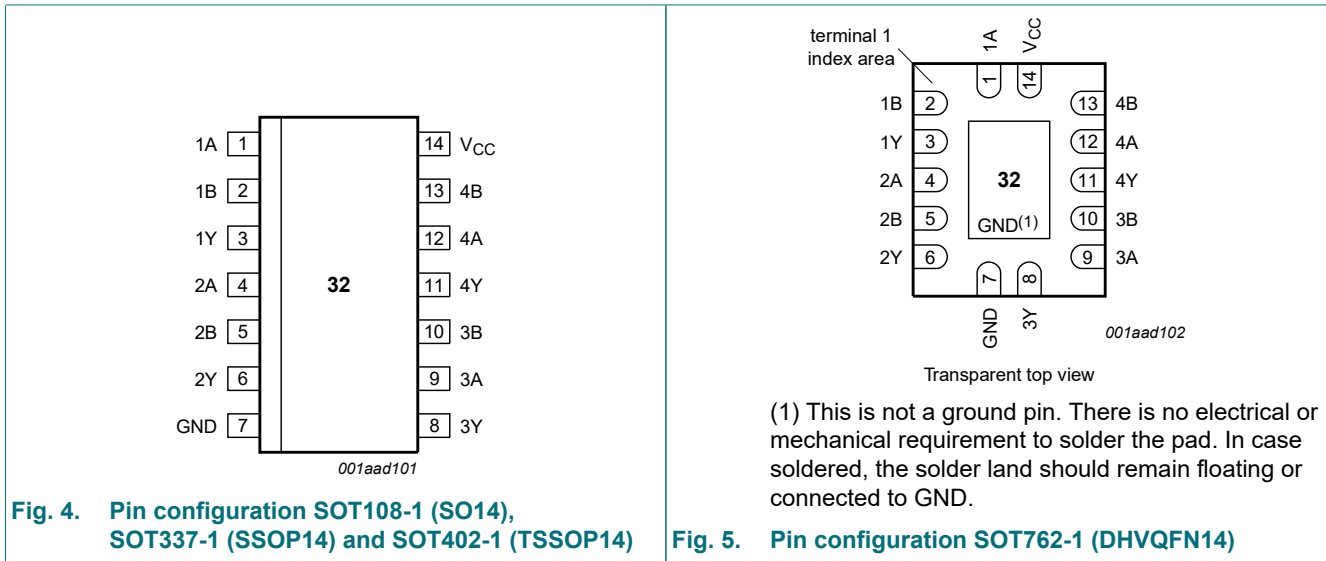 1A 1 14 VCC
1B 2 13 4B
1Y 3 12 4A
2A 4 32 11 4Y
2B 5 10 3B
2Y 6 9 3A
GND 7 8 3Y
001aad101
Fig. 4. Pin configuration SOT108-1 (SO14),
SOT337-1 (SSOP14) and SOT402-1 (TSSOP14)
terminal 1
index area
1A VCC
1 14
1B 2 13 4B
1Y 3 12 4A
2A 4 32 11 4Y
2B 5 GND(1) 10 3B
2Y 6 9 3A
7 8
GND 3Y
001aad102
Transparent top view
(1) This is not a ground pin. There is no electrical or
mechanical requirement to solder the pad. In case
soldered, the solder land should remain floating or
connected to GND.
Fig. 5. Pin configuration SOT762-1 (DHVQFN14)